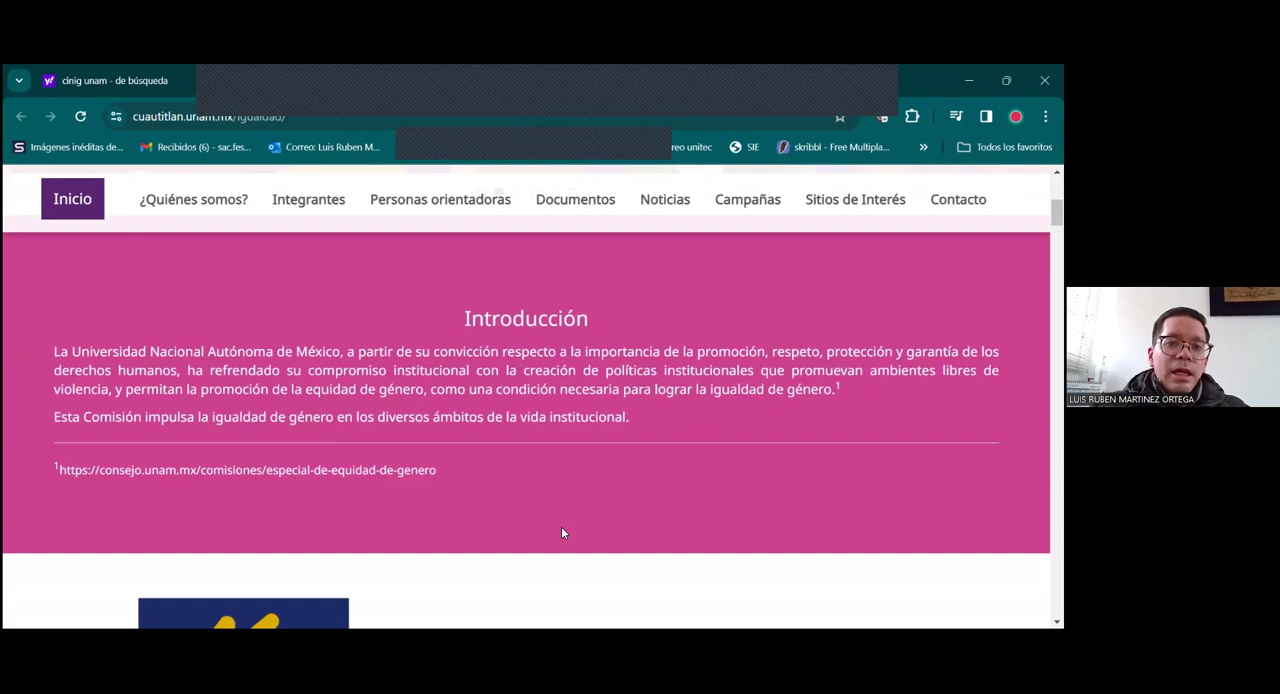 cinig unam - de búsqueda
cuautitlan.unam.mx/igualdad/
Imágenes inéditas de...
Recibidos (6) - sac.fes...
Correo: Luis Ruben M...
reo unitec
SIE
skribbl - Free Multipla...
»
Todos los favoritos
Inicio
¿Quiénes somos?
Integrantes
Personas orientadoras
Documentos
Noticias
Campañas
Sitios de Interés
Contacto
Introducción
La Universidad Nacional Autónoma de México, a partir de su convicción respecto a la importancia de la promoción, respeto, protección y garantía de los
derechos humanos, ha refrendado su compromiso institucional con la creación de políticas institucionales que promuevan ambientes libres de
violencia, y permitan la promoción de la equidad de género, como una condición necesaria para lograr la igualdad de género.¹
Esta Comisión impulsa la igualdad de género en los diversos ámbitos de la vida institucional.
¹https://consejo.unam.mx/comisiones/especial-de-equidad-de-genero
LUIS RUBEN MARTINEZ ORTEGA